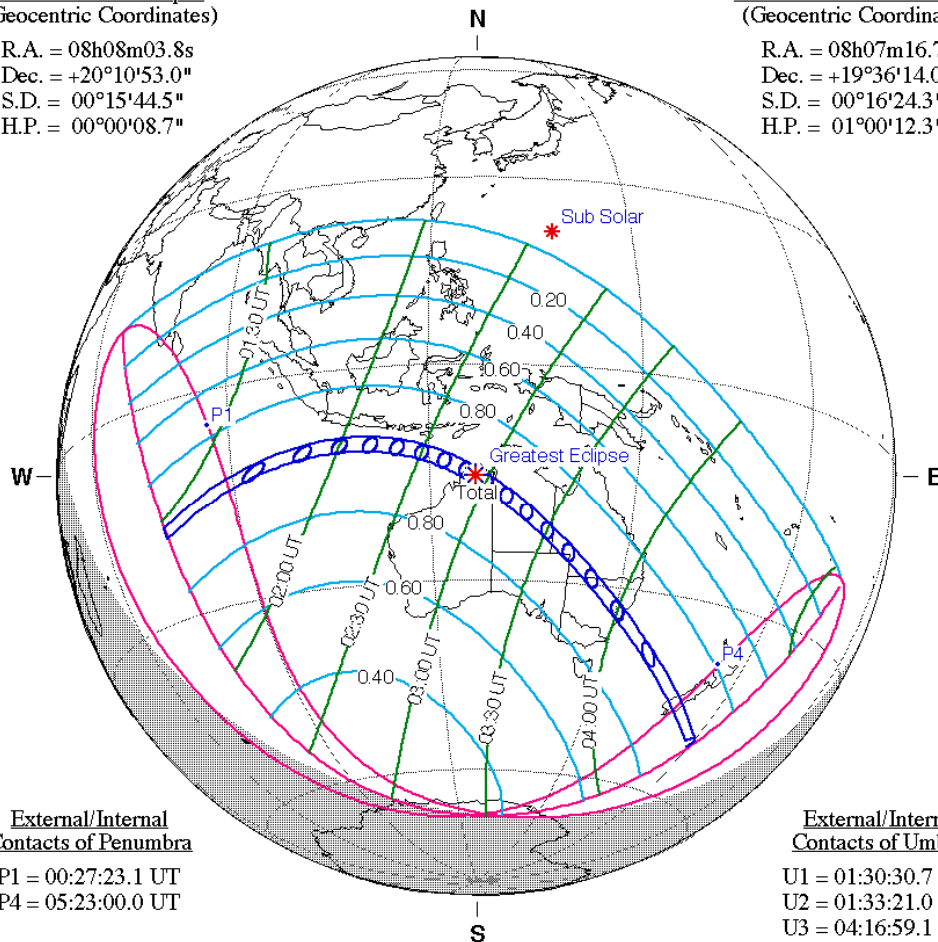 (Geocentric Coordinates)
R.A. = 08h08m03.8s
Dec. = +20°10'53.0"
S.D. = 00°15'44.5"
H.P. = 00°00'08.7"
N
(Geocentric
R.A. = 08h07m16.7
Dec. = +19°36'14.0
S.D. = 00°16'24.3'
H.P. = 01°00'12.3'
Sub Solar
0.20
0.40
0.60
0.80
01:30 UT
P1
W
Greatest Eclipse
Total
E
0.80
0.60
0.40
02:00 UT
02:30 UT
03:00 UT
03:30 UT
04:00 UT
P4
External/Internal
Contacts of Penumbra
P1 = 00:27:23.1 UT
P4 = 05:23:00.0 UT
S
Contacts of
U1 = 01:30:30.7
U2 = 01:33:21.0
U3 = 04:16:59.1